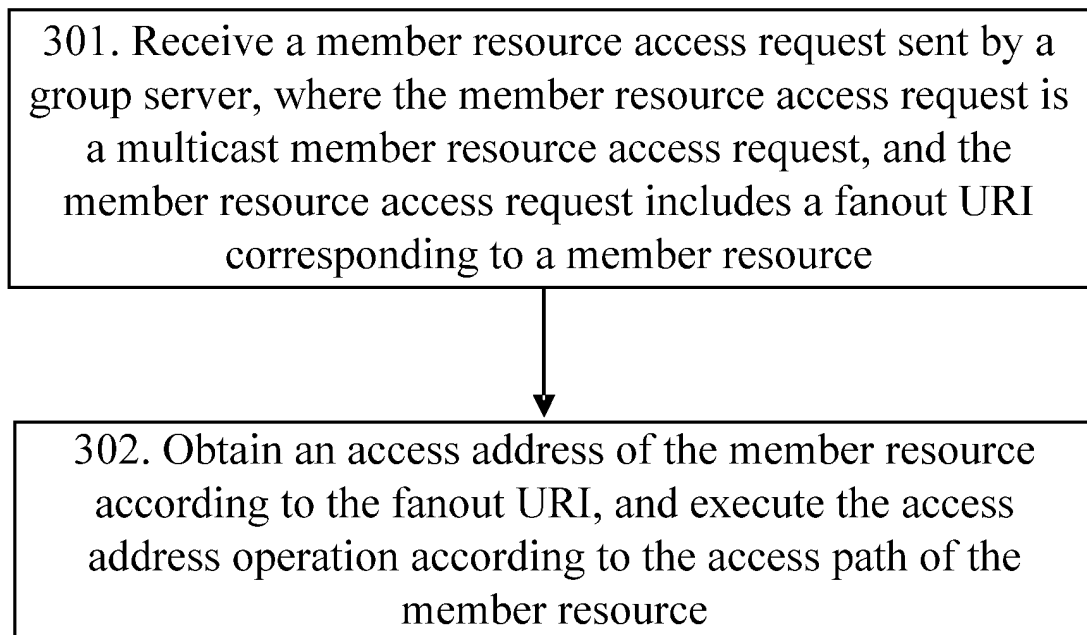 301. Receive a member resource access request sent by a
group server, where the member resource access request is
a multicast member resource access request, and the
member resource access request includes a fanout URI
corresponding to a member resource
302. Obtain an access address of the member resource
according to the fanout URI, and execute the access
address operation according to the access path of the
member resource